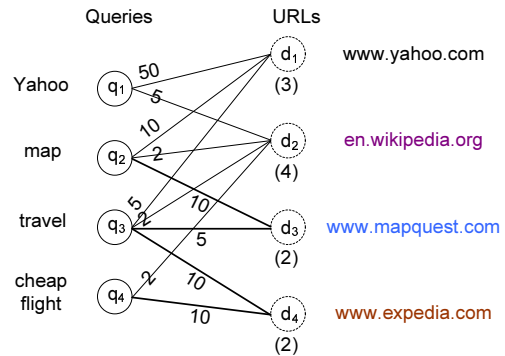 Queries URLs
50
d1 www.yahoo.com
Yahoo q1 (3)
5
10
d2 en.wikipedia.org
map q2 2
(4)
10
5
travel q3 2 5 d3 www.mapquest.com
(2)
cheap flight q4 2 10
10
d4 www.expedia.com
(2)